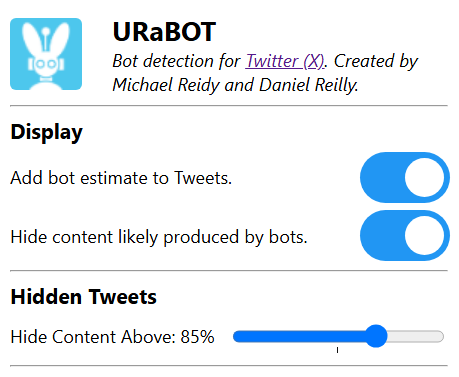 URaBOT
Bot detection for Twitter (X). Created by
Michael Reidy and Daniel Reilly.
Display
Add bot estimate to Tweets.
Hide content likely produced by bots.
Hidden Tweets
Hide Content Above: 85%